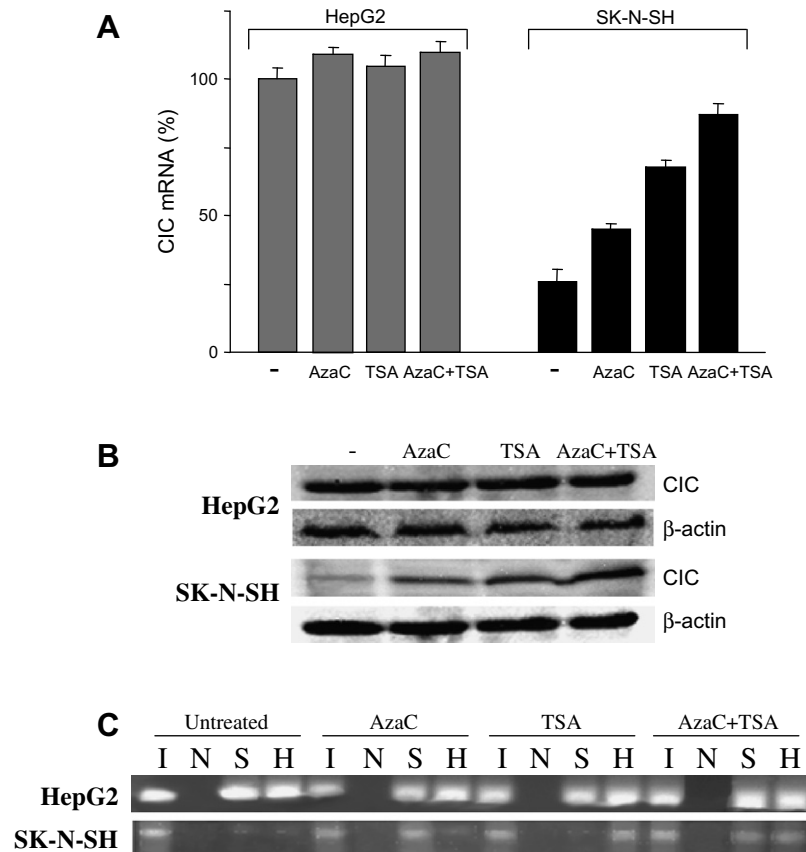 A
HepG2 SK-N-SH
CIC mRNA (%)
100
50
0
- AzaC TSA AzaC+TSA - AzaC TSA AzaC+TSA
B
- AzaC TSA AzaC+TSA
HepG2
CIC
β-actin
SK-N-SH
CIC
β-actin
C
Untreated AzaC TSA AzaC+TSA
I N S H I N S H I N S H I N S H
HepG2
SK-N-SH